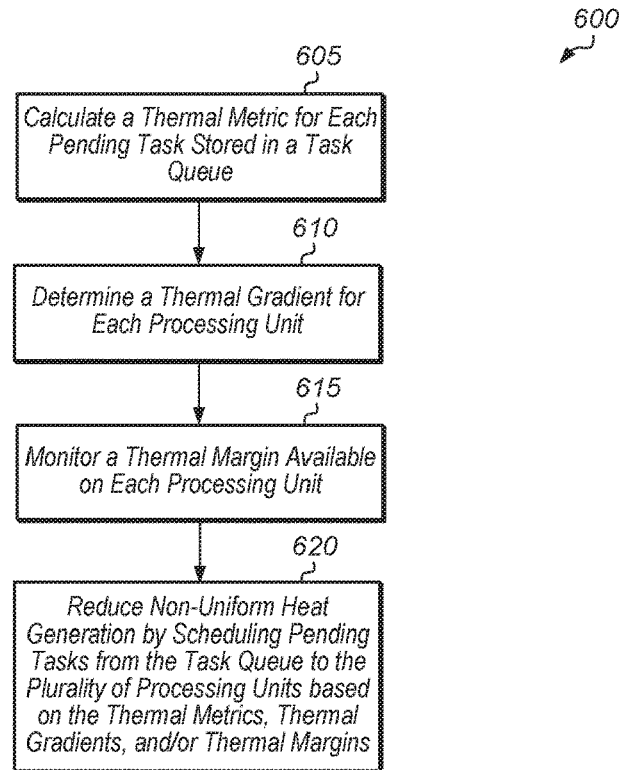 600
605
Calculate a Thermal Metric for Each
Pending Task Stored in a Task
Queue
610
Determine a Thermal Gradient for
Each Processing Unit
615
Monitor a Thermal Margin Available
on Each Processing Unit
620
Reduce Non-Uniform Heat
Generation by Scheduling Pending
Tasks from the Task Queue to the
Plurality of Processing Units based
on the Thermal Metrics, Thermal
Gradients, and/or Thermal Margins